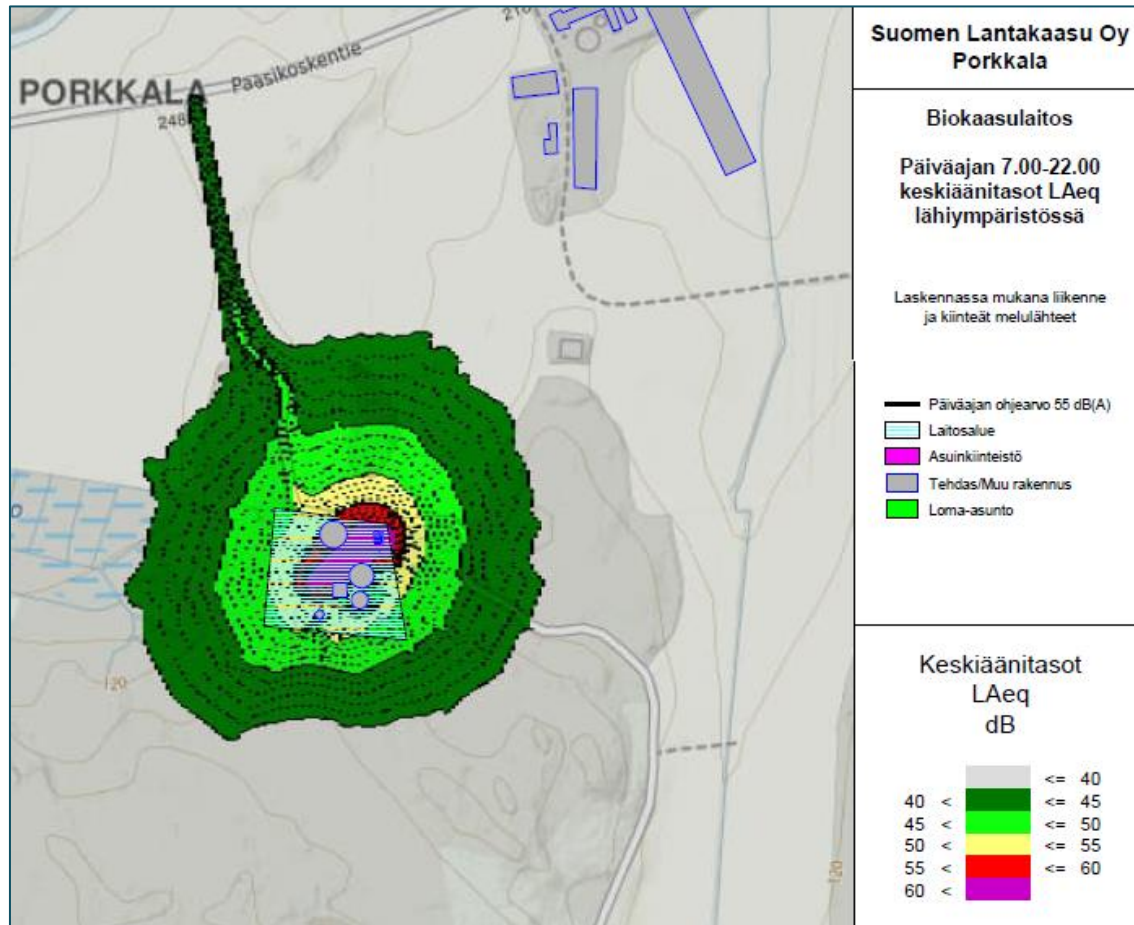 PORKKALA
Paasikoskentie
248
120
120
Suomen Lantakaasu Oy
Porkkala
Biokaasulaitos
Päiväajan 7.00-22.00
keskiäänitasot LAeq
lähiympäristössä
Laskennassa mukana liikenne
ja kiinteät melulähteet
Päiväajan ohjearvo 55 dB(A)
Laitosalue
Asuinkiinteistö
Tehdas/Muu rakennus
Loma-asunto
Keskiäänitasot
LAeq
dB
<= 40
40 < <= 45
45 < <= 50
50 < <= 55
55 < <= 60
60 <